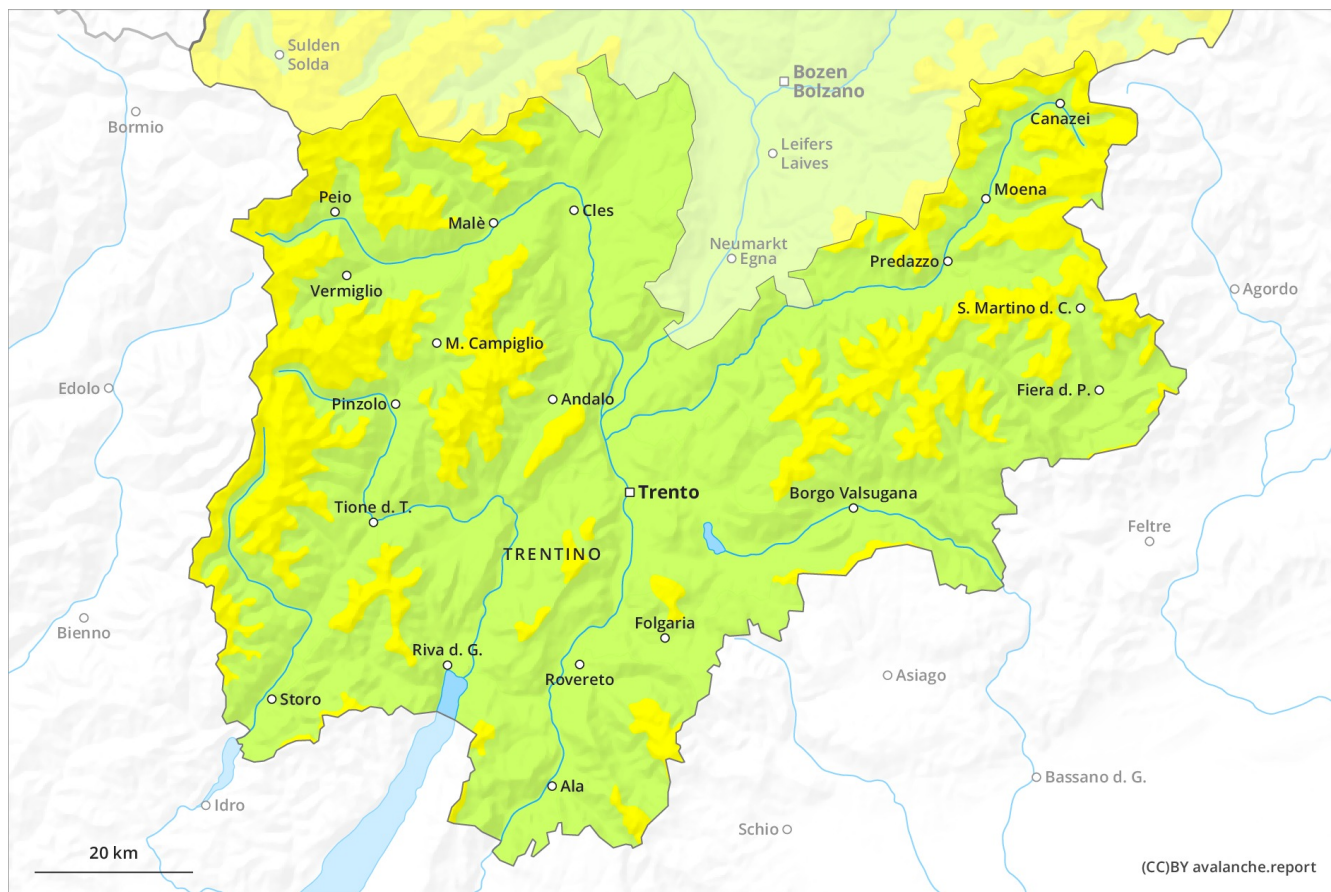 Sulden
Solda
Bozen
Bolzano
Bormio
Canazei
Leifers
Laives
Moena
Peio
Malè
Cles
Neumarkt
Egna
Predazzo
Vermiglio
Agordo
S. Martino d. C.
M. Campiglio
Edolo
Pinzolo
Andalo
Fiera d. P.
Trento
Borgo Valsugana
Tione d. T.
Feltre
TRENTINO
Bienno
Folgaria
Riva d. G.
Rovereto
Asiago
Storo
Bassano d. G.
Ala
Idro
Schio
20 km
(CC)BY avalanche.report